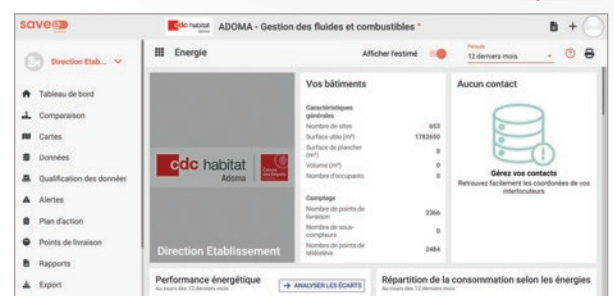 save
cdc habitat
Adoma
ADOMA - Gestion des fluides et combustibles
Direction Etab...
Energie
Afficher l'estimé
Période
12 derniers mois
Tableau de bord
Comparaison
Cartes
Données
Qualification des données
Alertes
Plan d'action
Points de livraison
Rapports
Export
cdc habitat
Adoma
Direction Etablissement
Vos bâtiments
Caractéristiques générales
Nombre de sites 653
Surface utile (m²) 1782650
Surface de plancher (m²) 0
Volume (m³) 0
Nombre d'occupants 0
Comptage
Nombre de points de livraison 2366
Nombre de sous-compteurs 0
Nombre de points de télérelève 2484
Aucun contact
Gérez vos contacts
Retrouvez facilement les coordonées de vos
interlocuteurs
Performance énergétique
Au cours des 12 derniers mois
ANALYSER LES ÉCARTS
Répartition de la consommation selon les énergies
Au cours des 12 derniers mois